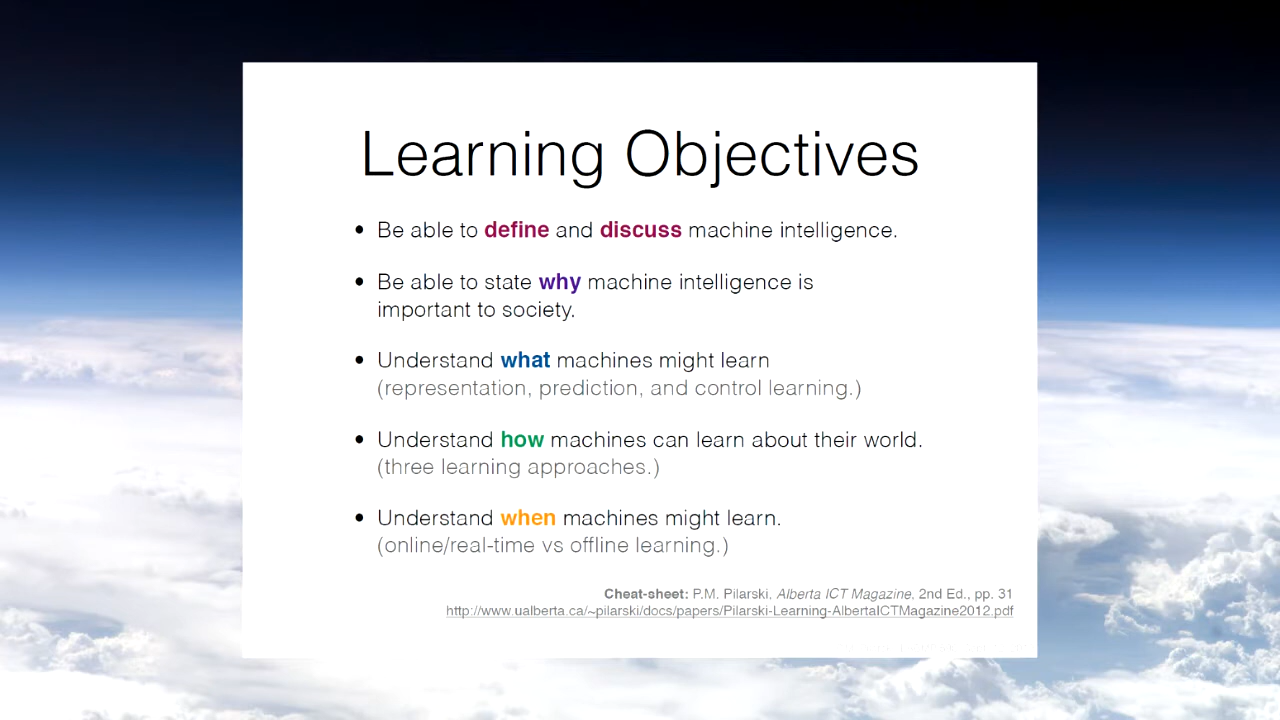 Learning Objectives
• Be able to define and discuss machine intelligence.
• Be able to state why machine intelligence is
important to society.
• Understand what machines might learn
(representation, prediction, and control learning.)
• Understand how machines can learn about their world.
(three learning approaches.)
• Understand when machines might learn.
(online/real-time vs offline learning.)
Cheat-sheet: P.M. Pilarski, Alberta ICT Magazine, 2nd Ed., pp. 31
http://www.ualberta.ca/~pilarski/docs/papers/Pilarski-Learning-AlbertaICTMagazine2012.pdf